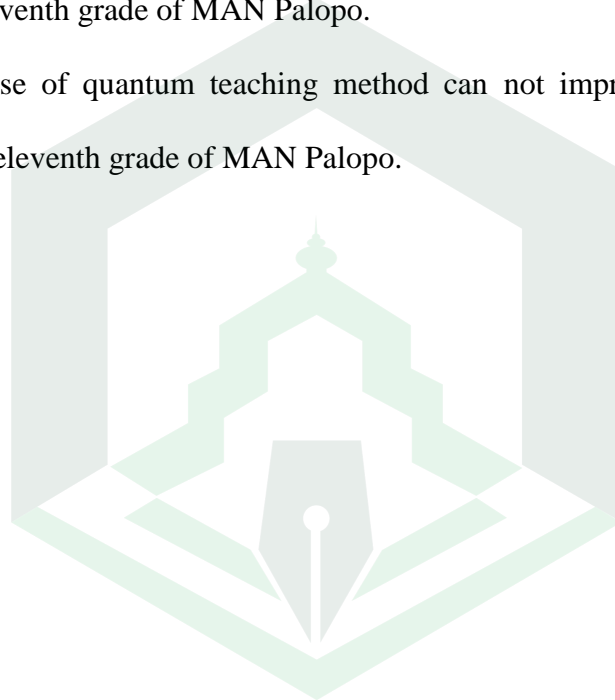 eventh grade of MAN Palopo.
se of quantum teaching method can not impr
eleventh grade of MAN Palopo.